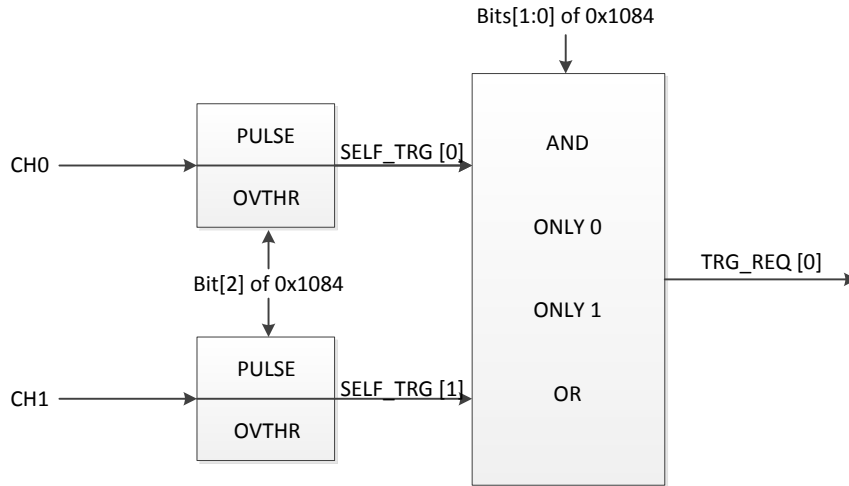 Bits[1:0] of 0x1084
PULSE
AND
CH0
SELF_TRG [0]
OVTHR
ONLY 0
TRG_REQ [0]
Bit[2] of 0x1084
ONLY 1
PULSE
CH1
SELF_TRG [1]
OR
OVTHR